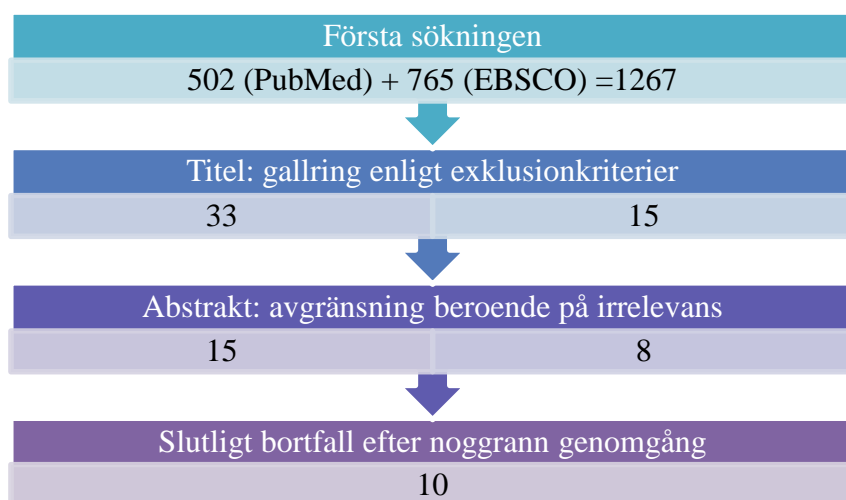 Första sökningen
502 (PubMed) + 765 (EBSCO) =1267
Titel: gallring enligt exklusionkriterier
33 15
Abstrakt: avgränsning beroende på irrelevans
15 8
Slutligt bortfall efter noggrann genomgång
10